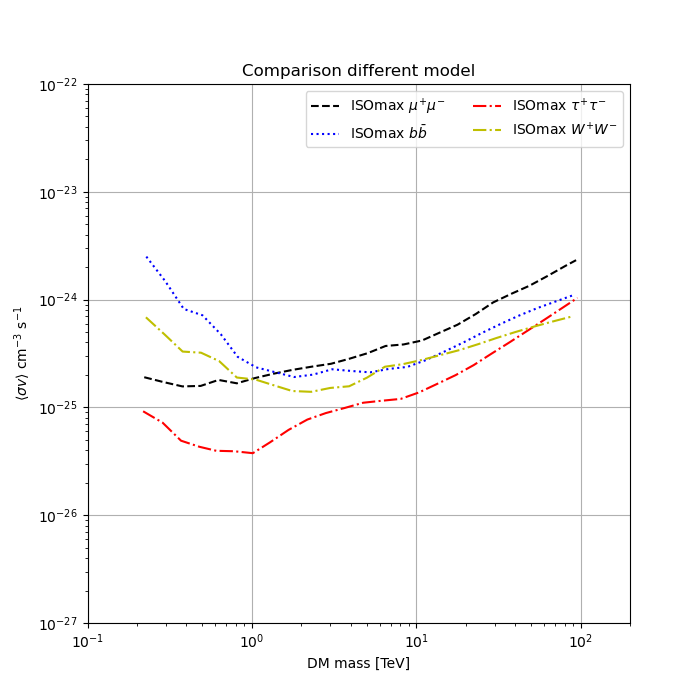 Comparison different model
ISOmax μ⁺μ⁻
ISOmax bb̄
ISOmax τ⁺τ⁻
ISOmax W⁺W⁻
10⁻²²
10⁻²³
10⁻²⁴
10⁻²⁵
10⁻²⁶
10⁻²⁷
⟨σv⟩ cm⁻³ s⁻¹
10⁻¹ 10⁰ 10¹ 10²
DM mass [TeV]